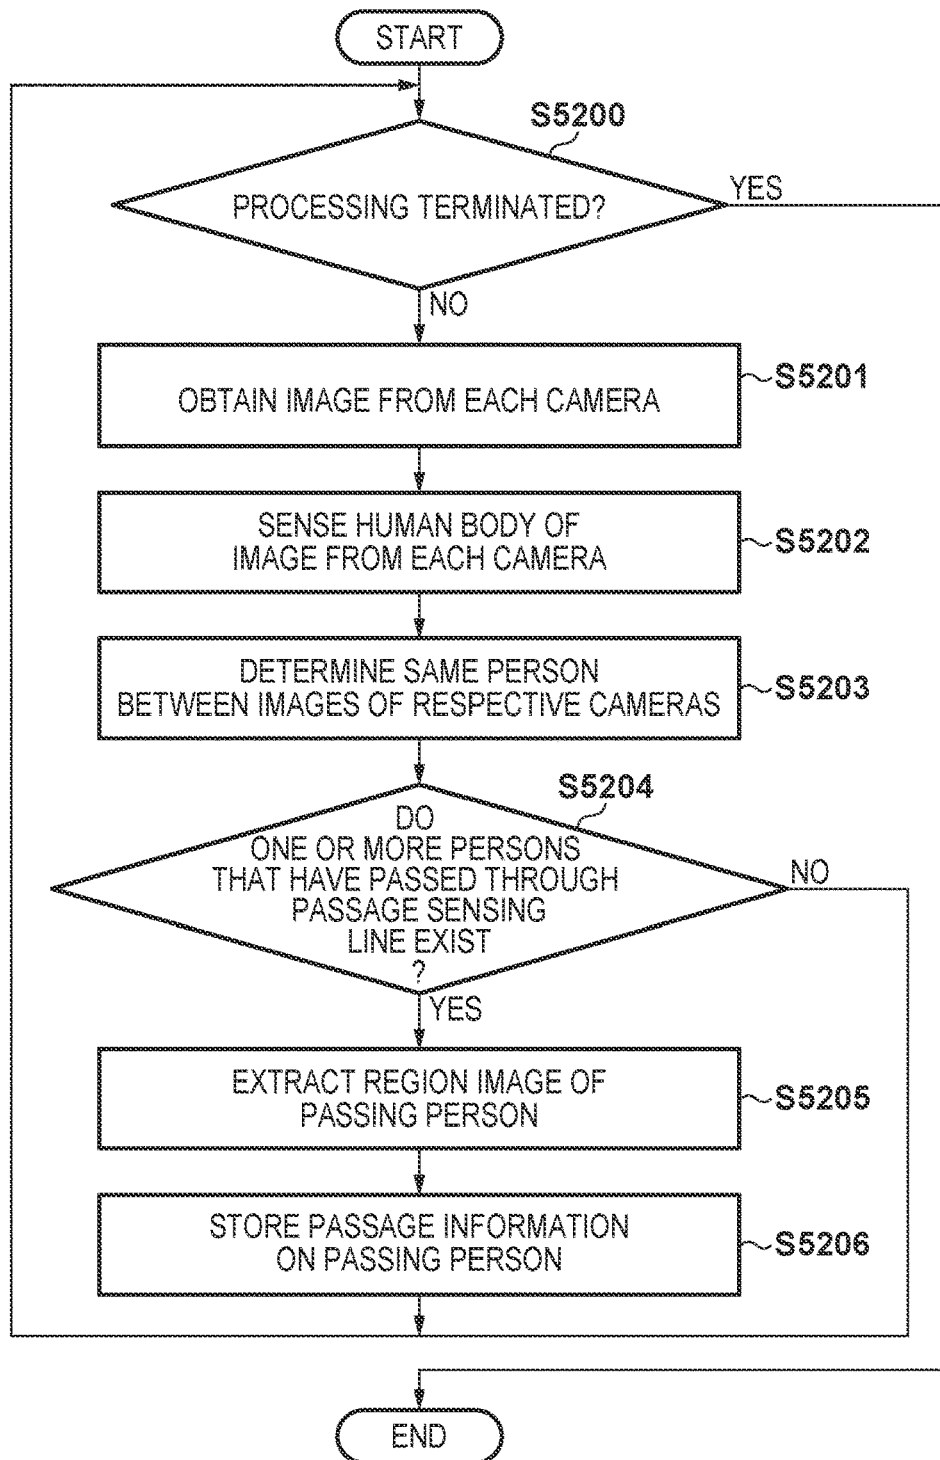 START
S5200
PROCESSING TERMINATED?
YES
NO
OBTAIN IMAGE FROM EACH CAMERA
S5201
SENSE HUMAN BODY OF
IMAGE FROM EACH CAMERA
S5202
DETERMINE SAME PERSON
BETWEEN IMAGES OF RESPECTIVE CAMERAS
S5203
S5204
DO
ONE OR MORE PERSONS
THAT HAVE PASSED THROUGH
PASSAGE SENSING
LINE EXIST
?
NO
YES
EXTRACT REGION IMAGE OF
PASSING PERSON
S5205
STORE PASSAGE INFORMATION
ON PASSING PERSON
S5206
END